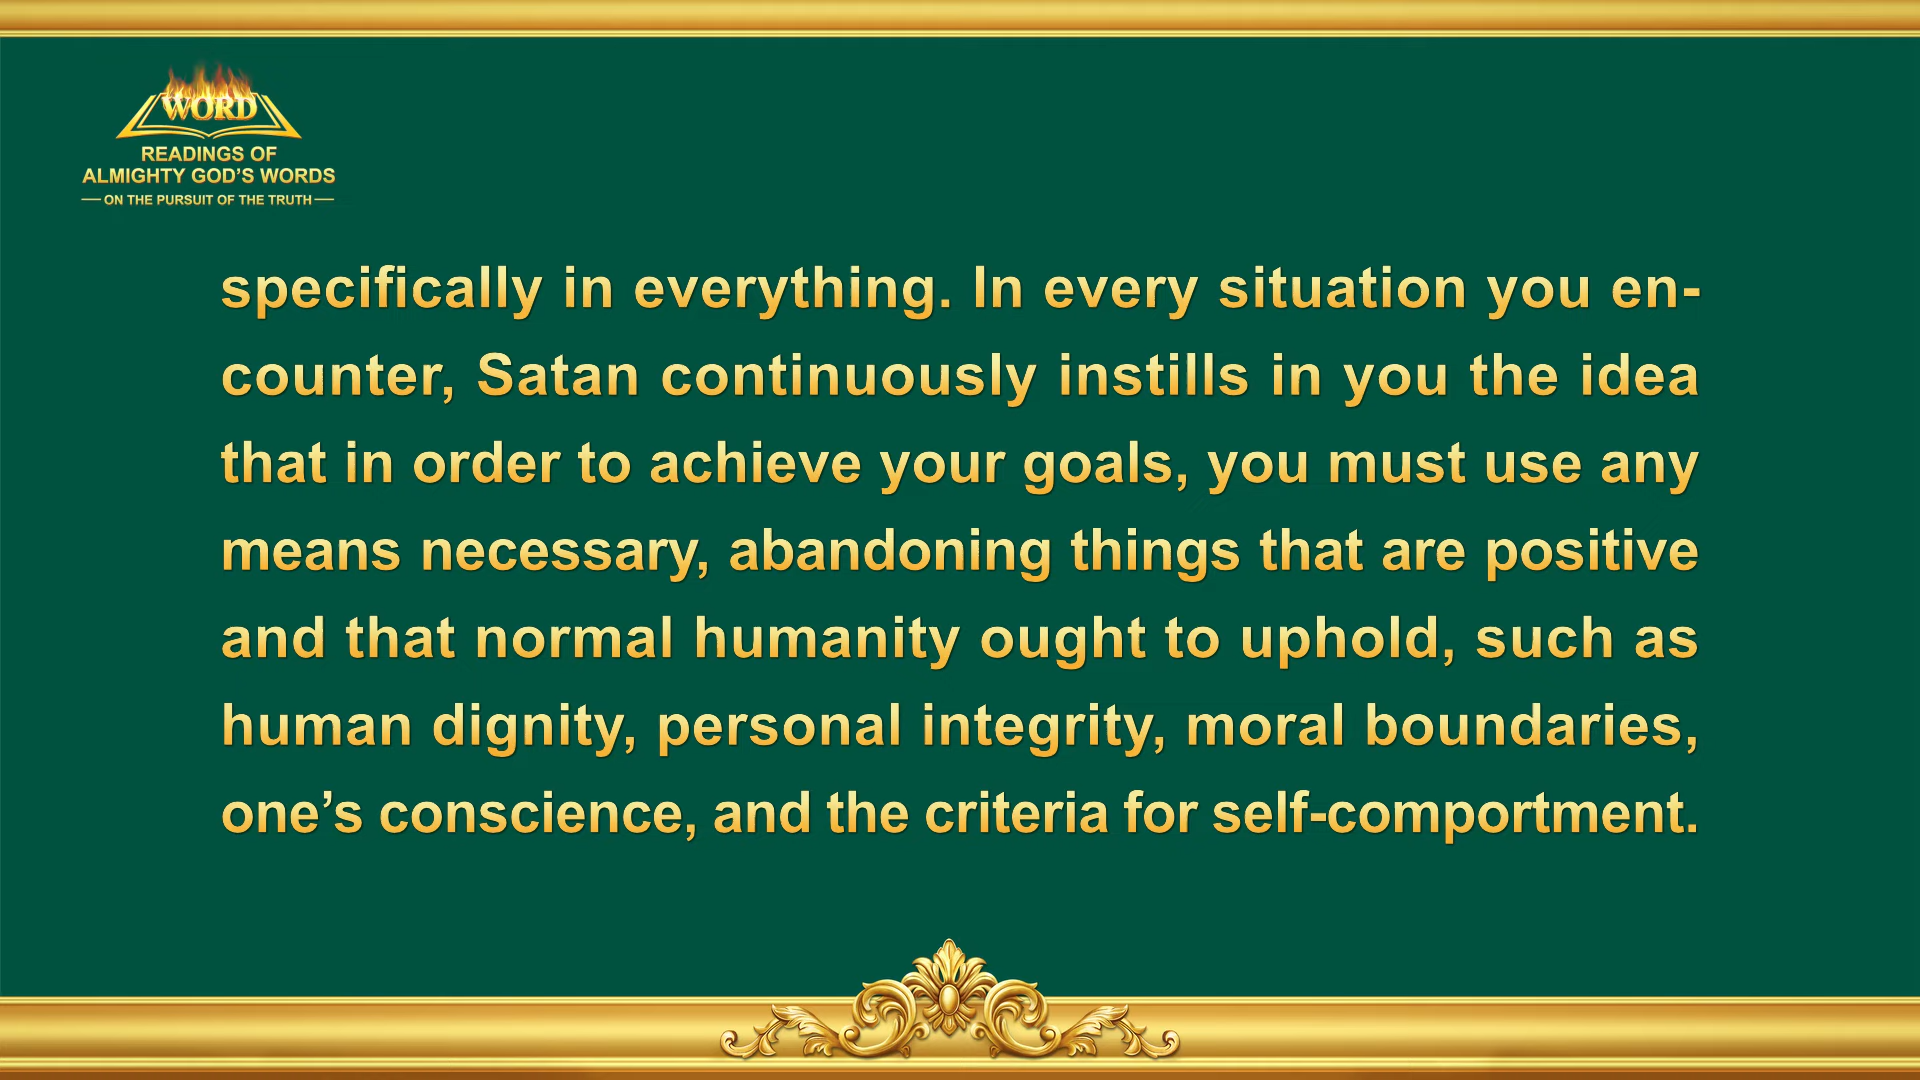 WORD
READINGS OF
ALMIGHTY GOD’S WORDS
ON THE PURSUIT OF THE TRUTH
specifically in everything. In every situation you en-
counter, Satan continuously instills in you the idea
that in order to achieve your goals, you must use any
means necessary, abandoning things that are positive
and that normal humanity ought to uphold, such as
human dignity, personal integrity, moral boundaries,
one’s conscience, and the criteria for self-comportment.